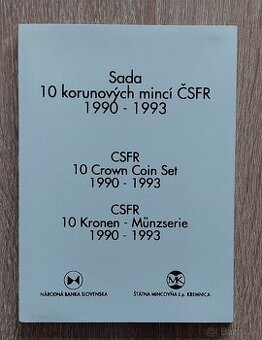 Sada
10 korunových mincí ČSFR
1990 - 1993
CSFR
10 Crown Coin Set
1990 - 1993
CSFR
10 Kronen - Münzserie
1990 - 1993
MK
NÁRODNÁ BANKA SLOVENSKA
ŠTÁTNA MINCOVŇA š.p. KREMNICA